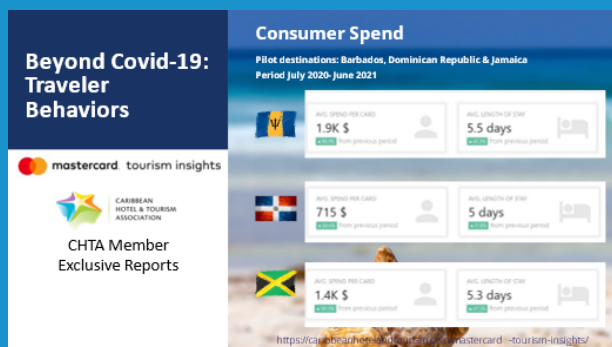 Beyond Covid-19:
Traveler
Behaviors
mastercard tourism insights
CARIBBEAN
HOTEL & TOURISM
ASSOCIATION
CHTA Member
Exclusive Reports
Consumer Spend
Pilot destinations: Barbados, Dominican Republic & Jamaica
Period July 2020- June 2021
AVG. SPEND PER CARD
1.9K $
from previous period
AVG. LENGTH OF STAY
5.5 days
from previous period
AVG. SPEND PER CARD
715 $
from previous period
AVG. LENGTH OF STAY
5 days
from previous period
AVG. SPEND PER CARD
1.4K $
from previous period
AVG. LENGTH OF STAY
5.3 days
from previous period
mastercard -tourism-insights/